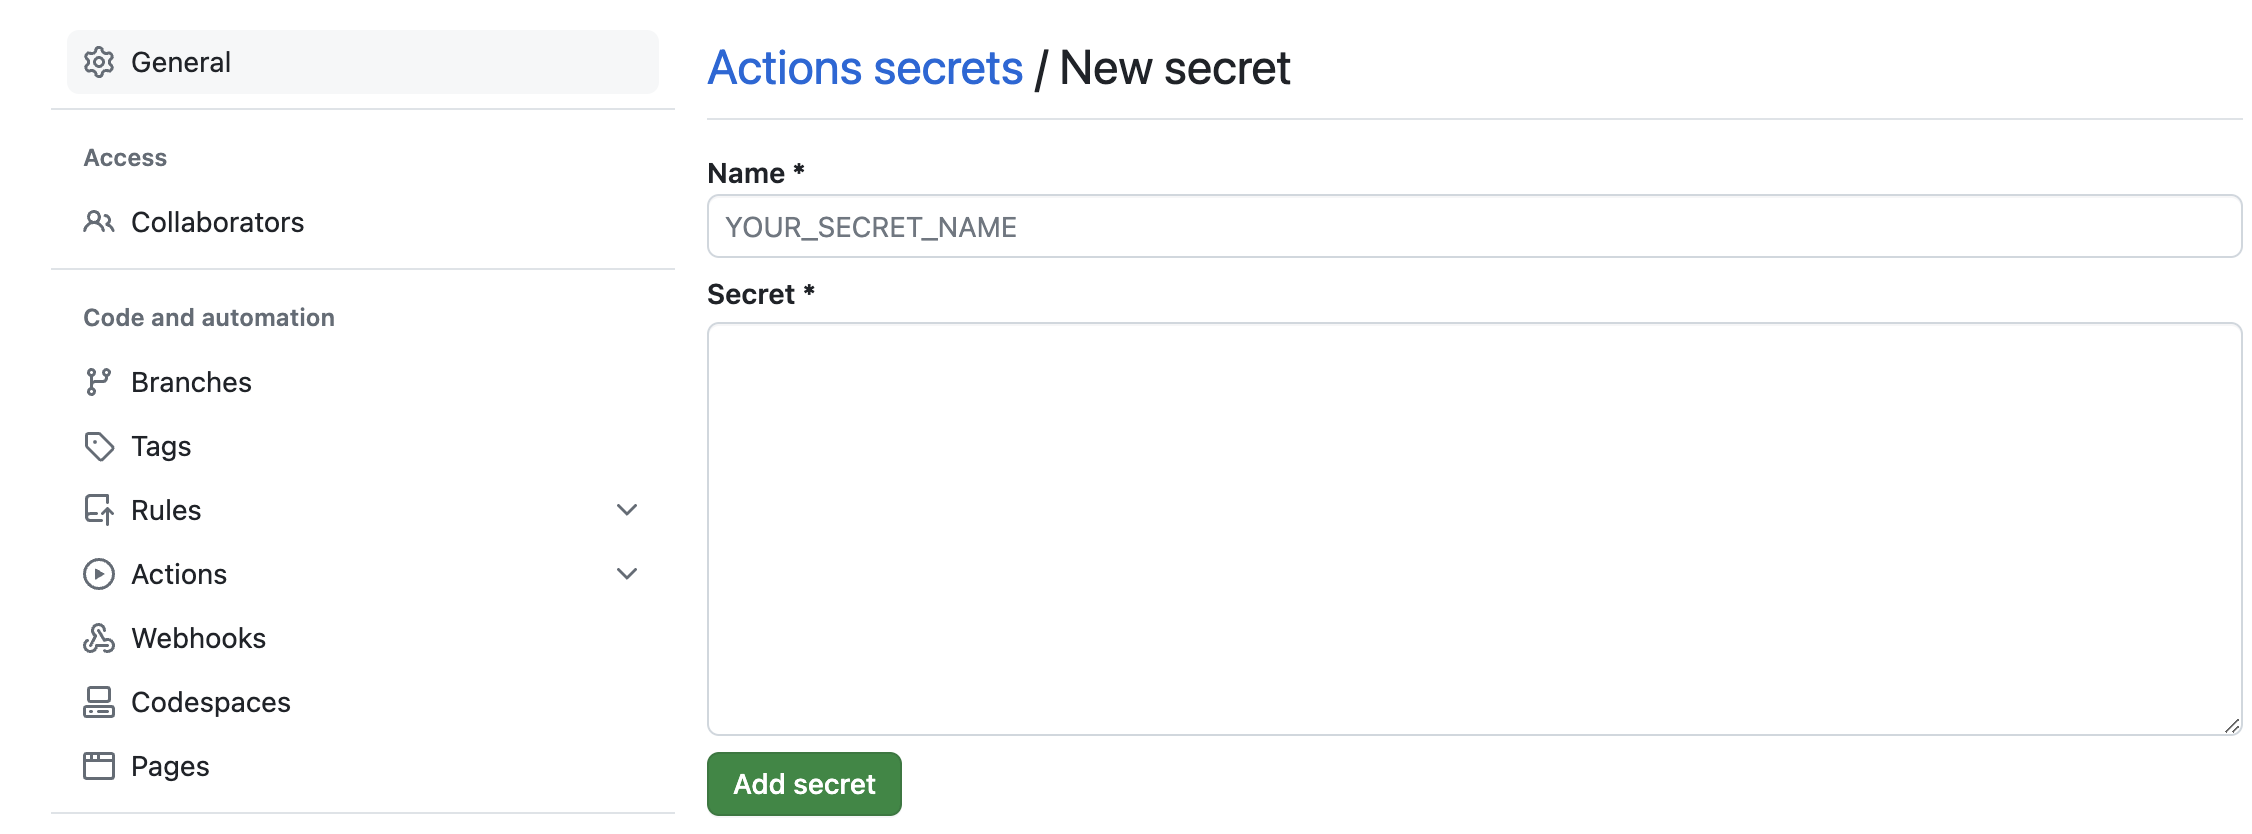 General
Access
Collaborators
Code and automation
Branches
Tags
Rules
Actions
Webhooks
Codespaces
Pages
Actions secrets / New secret
Name *
YOUR_SECRET_NAME
Secret *
Add secret